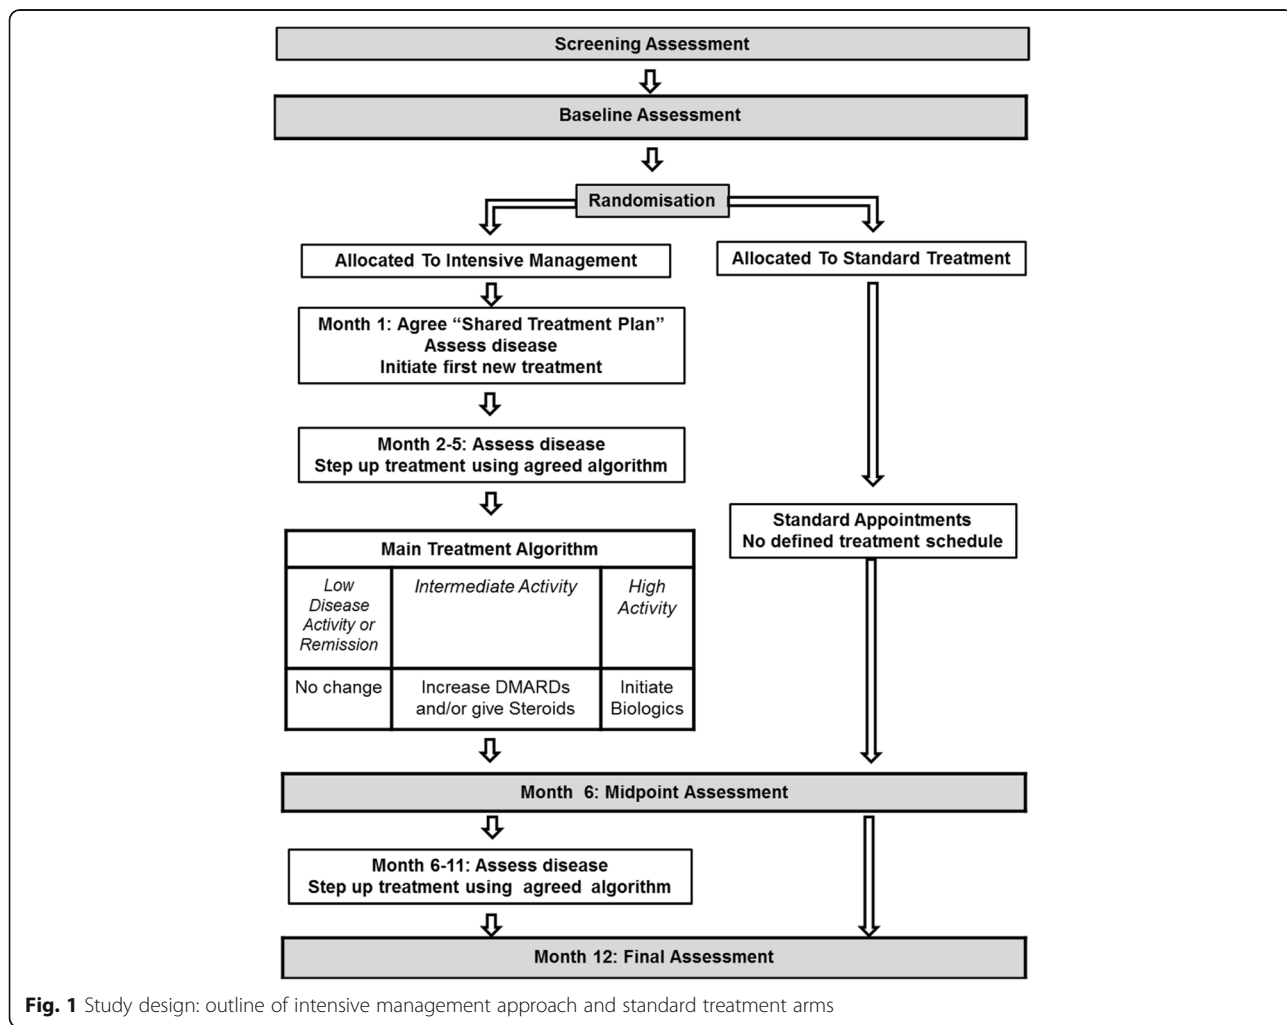 Screening Assessment
Baseline Assessment
Randomisation
Allocated To Intensive Management
Allocated To Standard Treatment
Month 1: Agree “Shared Treatment Plan”
Assess disease
Initiate first new treatment
Month 2-5: Assess disease
Step up treatment using agreed algorithm
Standard Appointments
No defined treatment schedule
Main Treatment Algorithm
Low
Disease
Activity or
Remission
Intermediate Activity
High
Activity
No change
Increase DMARDs
and/or give Steroids
Initiate
Biologics
Month 6: Midpoint Assessment
Month 6-11: Assess disease
Step up treatment using agreed algorithm
Month 12: Final Assessment
Fig. 1 Study design: outline of intensive management approach and standard treatment arms